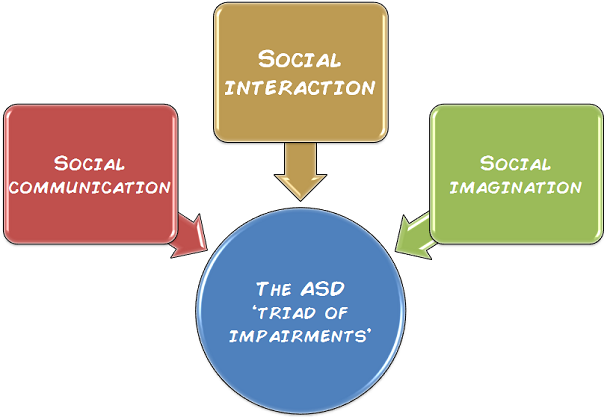 SOCIAL
INTERACTION
SOCIAL
COMMUNICATION
SOCIAL
IMAGINATION
THE ASD
'TRIAD OF
IMPAIRMENTS'